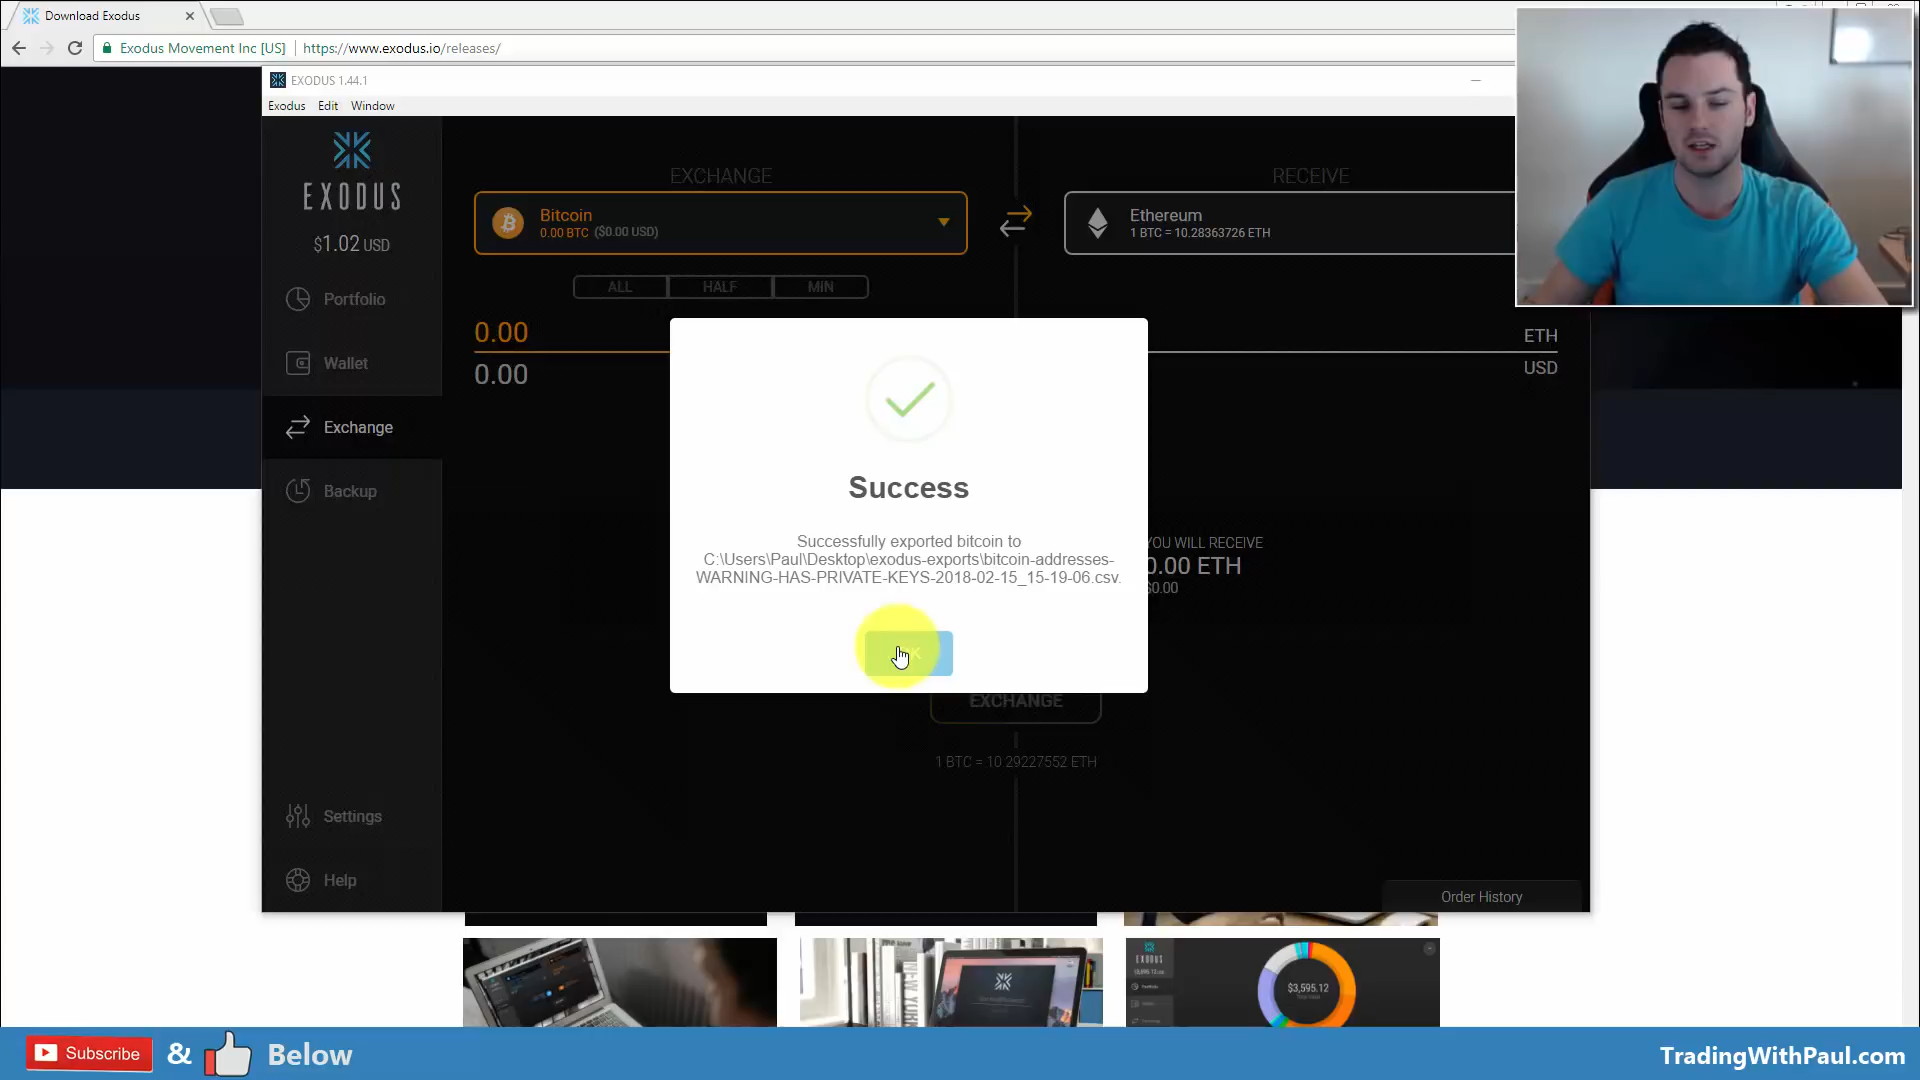 Download Exodus
Exodus Movement Inc [US]
https://www.exodus.io/releases/
EXODUS 1.44.1
Exodus Edit Window
EXODUS
$1.02 USD
Portfolio
Wallet
Exchange
Backup
Settings
Help
EXCHANGE
Bitcoin
0.00 BTC ($0.00 USD)
ALL HALF MIN
0.00
0.00
RECEIVE
Ethereum
1 BTC = 10.28363726 ETH
ETH
USD
Success
Successfully exported bitcoin to
C:\Users\Paul\Desktop\exodus-exports\bitcoin-addresses-
WARNING-HAS-PRIVATE-KEYS-2018-02-15_15-19-06.csv.
YOU WILL RECEIVE
0.00 ETH
$0.00
EXCHANGE
1 BTC = 10.29227552 ETH
Order History
EXODUS
$3,595.12
Subscribe & Below
TradingWithPaul.com